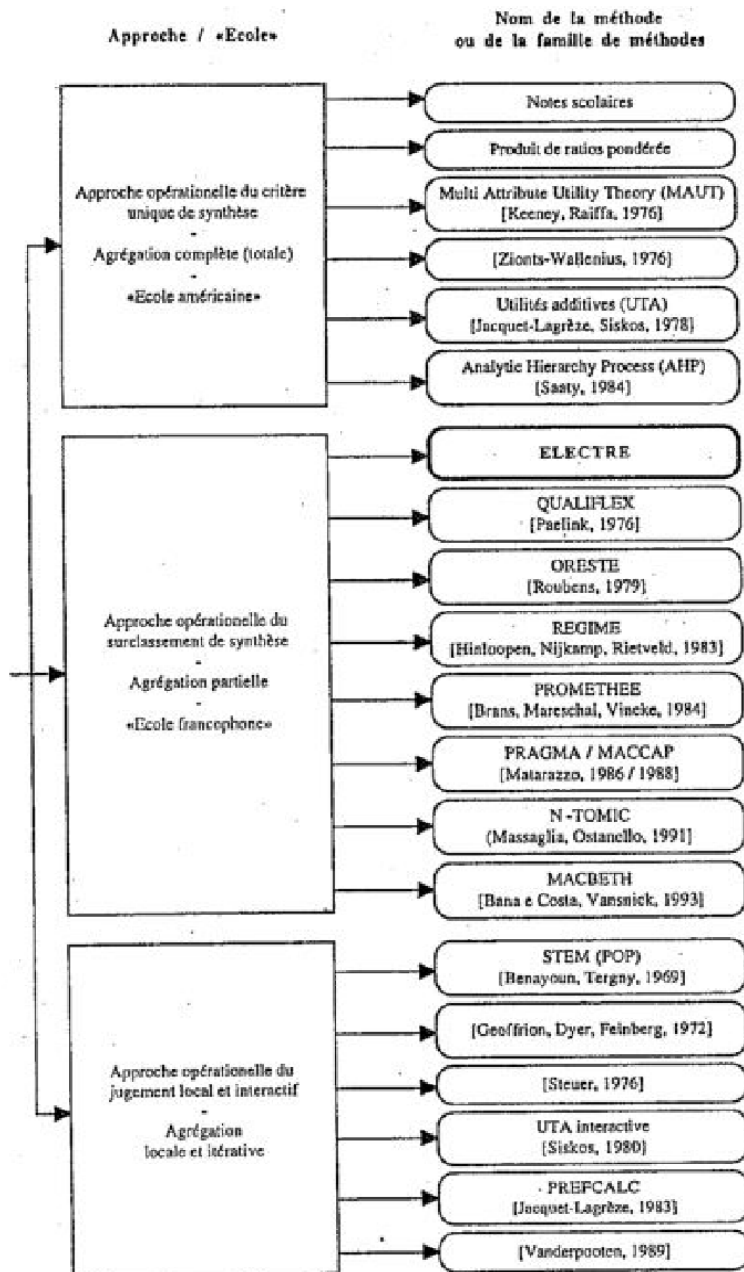 Approche / «Ecole»
Nom de la méthode
ou de la famille de méthodes
Approche opérationelle du critère
unique de synthèse
-
Agrégation complète (totale)
-
«Ecole américaine»
Notes scolaires
Produit de ratios pondérée
Multi Attribute Utility Theory (MAUT)
[Keeney, Raiffa, 1976]
[Zionts-Wallenius, 1976]
Utilités additives (UTA)
[Jacquet-Lagrèze, Siskos, 1978]
Analytic Hierarchy Process (AHP)
[Saaty, 1984]
Approche opérationelle du
surclassement de synthèse
-
Agrégation partielle
-
«Ecole francophone»
ELECTRE
QUALIFLEX
[Paelink, 1976]
ORESTE
[Roubens, 1979]
REGIME
[Hinloopen, Nijkamp, Rietveld, 1983]
PROMETHEE
[Brans, Mareschal, Vincke, 1984]
PRAGMA / MACCAP
[Matarazzo, 1986 / 1988]
N-TOMIC
(Massaglia, Ostanello, 1991]
MACBETH
[Bana e Costa, Vansnick, 1993]
Approche opérationelle du
jugement local et interactif
-
Agrégation
locale et itérative
STEM (POP)
[Benayoun, Tergny, 1969]
[Geoffrion, Dyer, Feinberg, 1972]
[Steuer, 1976]
UTA interactive
[Siskos, 1980]
PREFCALC
[Jacquet-Lagrèze, 1983]
[Vanderpooten, 1989]